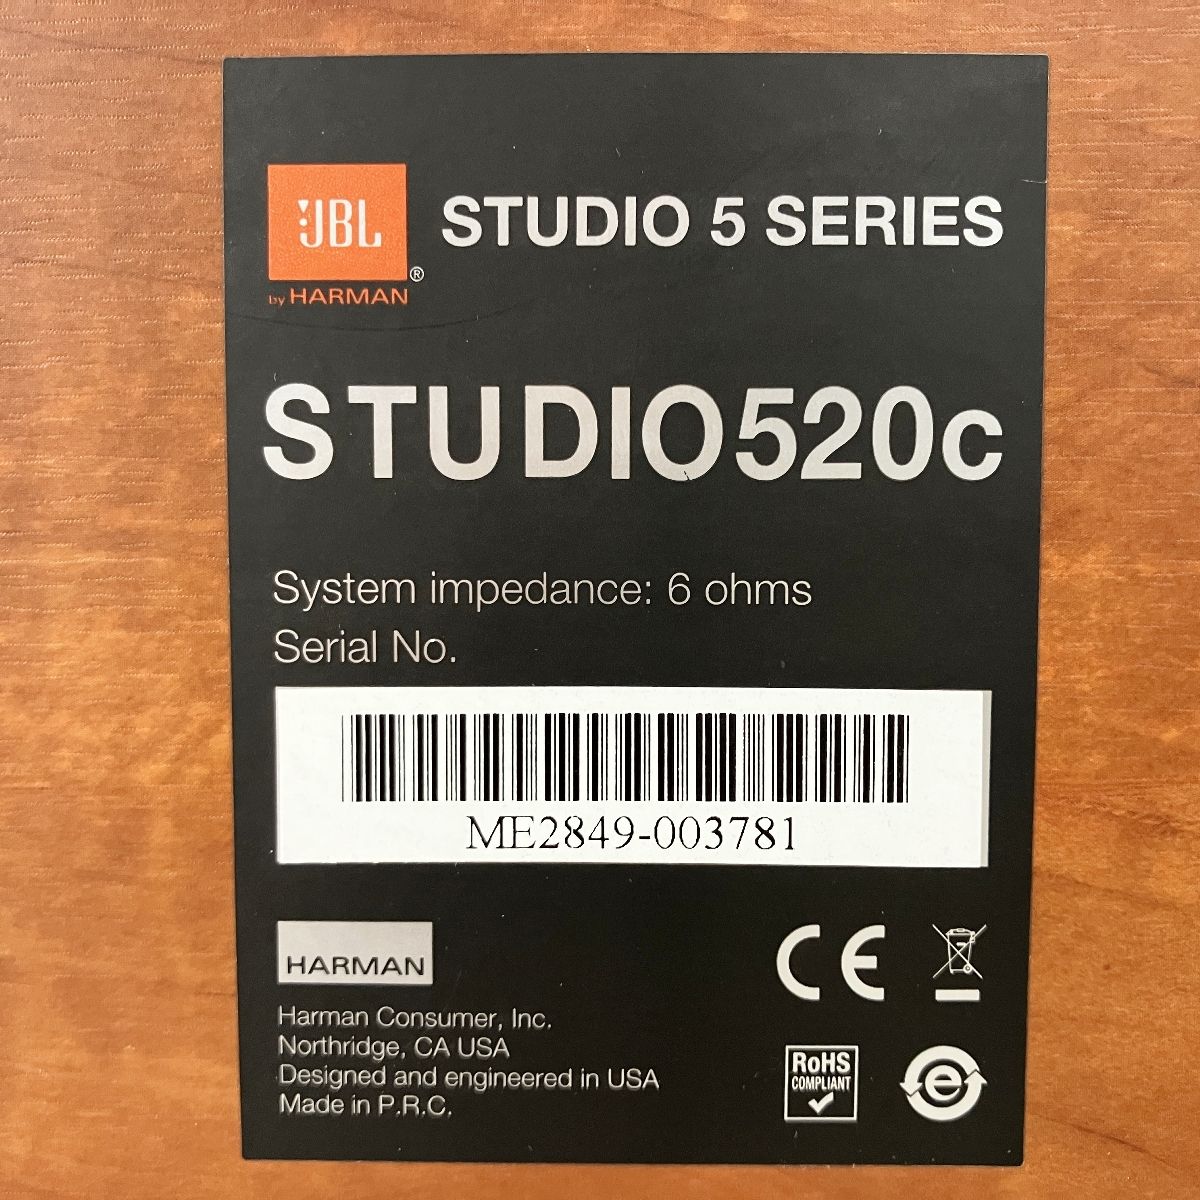 JBL
®
by HARMAN
STUDIO 5 SERIES
STUDIO520c
System impedance: 6 ohms
Serial No.
ME2849-003781
HARMAN
Harman Consumer, Inc.
Northridge, CA USA
Designed and engineered in USA
Made in P.R.C.
CE
RoHS
COMPLIANT
e